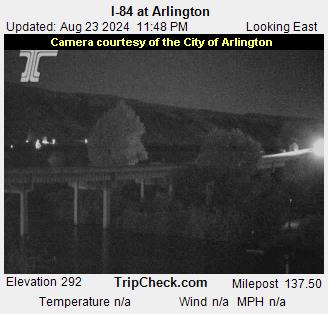 I-84 at Arlington
Updated: Aug 23 2024 11:48 PM Looking East
Camera courtesy of the City of Arlington
Elevation 292 TripCheck.com Milepost 137.50
Temperature n/a Wind n/a MPH n/a